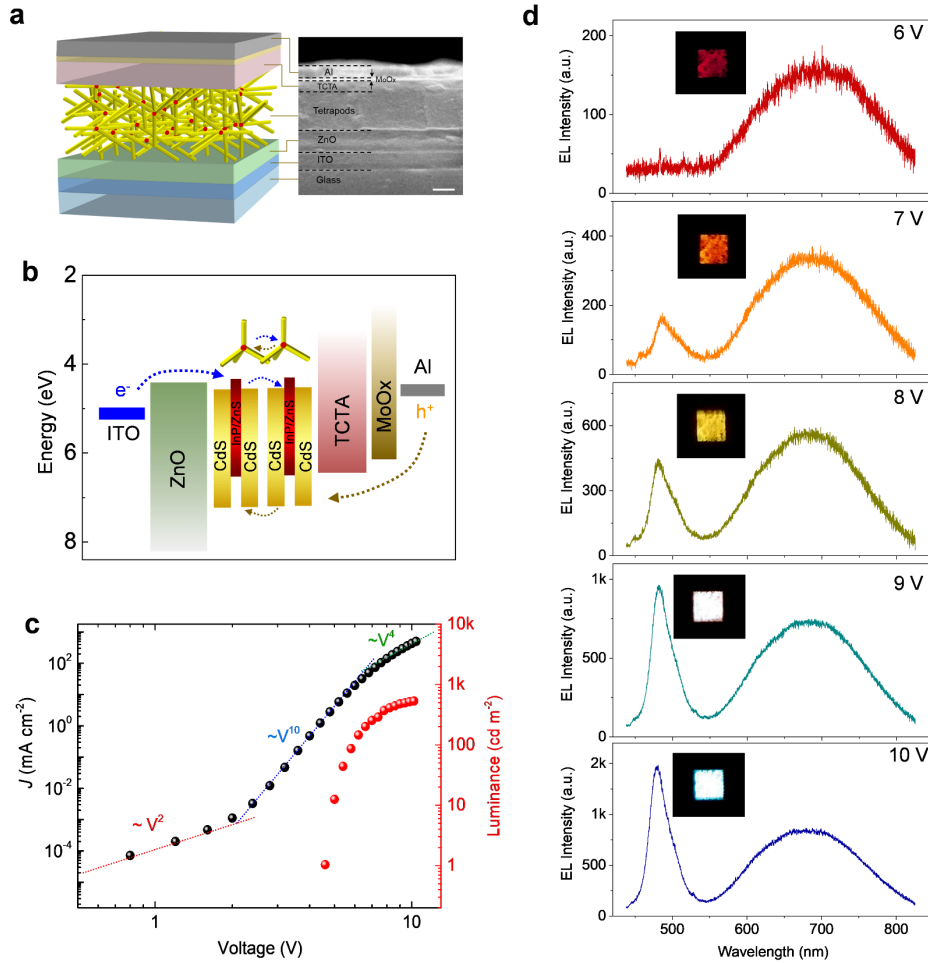 a
Al
MoOx
TCTA
Tetrapods
ZnO
ITO
Glass
b
2
4
6
8
Energy (eV)
e-
ITO
ZnO
CdS
InP/ZnS
CdS
CdS
InP/ZnS
CdS
TCTA
MoOx
Al
h+
c
~V⁴
~V¹⁰
~ V²
10²
10⁰
10⁻²
10⁻⁴
J (mA cm⁻²)
10k
1k
100
10
1
Luminance (cd m⁻²)
1
10
Voltage (V)
d
6 V
200
100
0
EL Intensity (a.u.)
7 V
400
200
0
EL Intensity (a.u.)
8 V
600
300
0
EL Intensity (a.u.)
9 V
1k
500
0
EL Intensity (a.u.)
10 V
2k
1k
500
0
EL Intensity (a.u.)
500
600
700
800
Wavelength (nm)